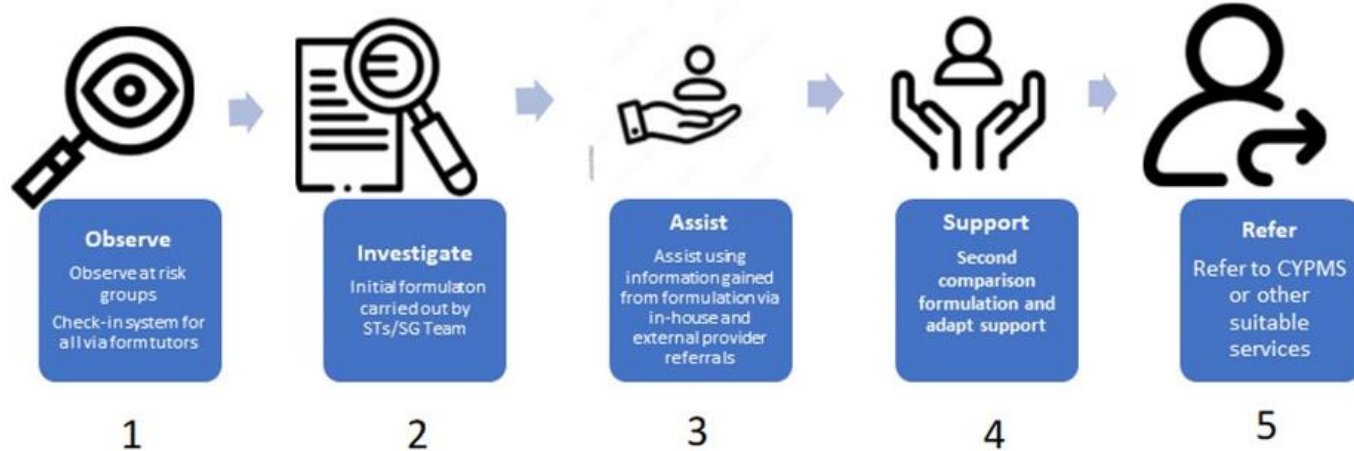 Observe
Observe at risk
groups
Check-in system for
all via form tutors
Investigate
Initial formulaton
carried out by
STs/SG Team
Assist
Assist using
information gained
from formulation via
in-house and
external provider
referrals
Support
Second
comparison
formulation and
adapt support
Refer
Refer to CYPMS
or other
suitable
services
1
2
3
4
5